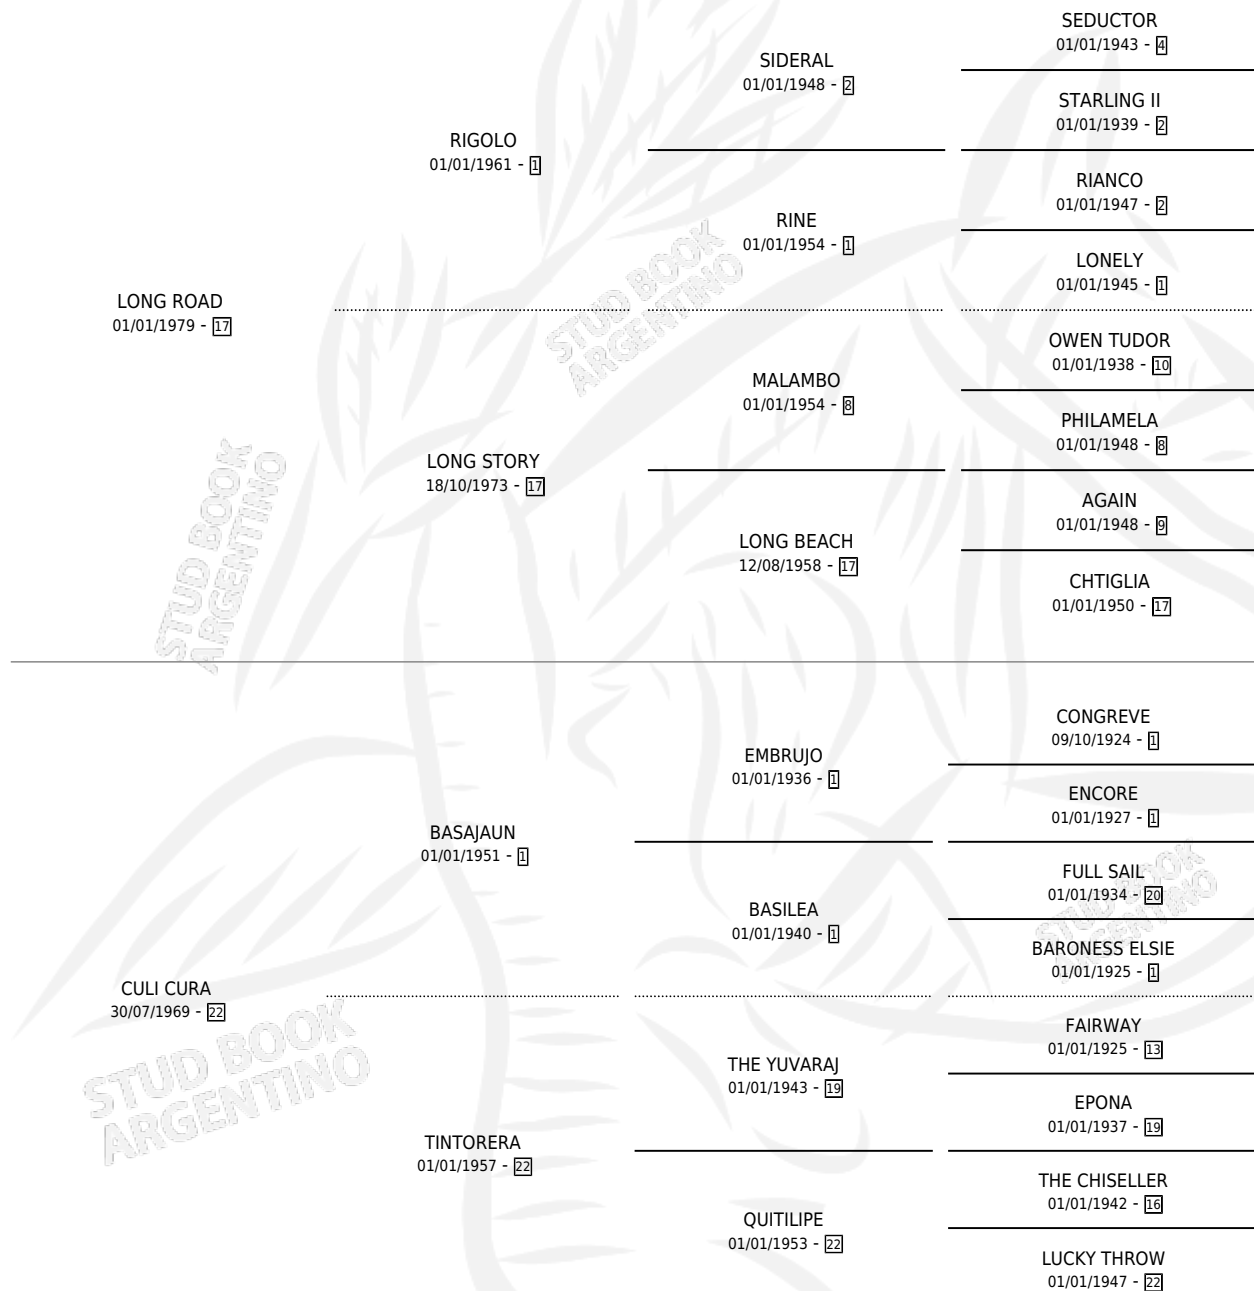 LONG ROAD
01/01/1979 - 17
RIGOLO
01/01/1961 - 1
LONG STORY
18/10/1973 - 17
SIDERAL
01/01/1948 - 2
RINE
01/01/1954 - 1
MALAMBO
01/01/1954 - 8
LONG BEACH
12/08/1958 - 17
SEDUCTOR
01/01/1943 - 4
STARLING II
01/01/1939 - 2
RIANCO
01/01/1947 - 2
LONELY
01/01/1945 - 1
OWEN TUDOR
01/01/1938 - 10
PHILAMELA
01/01/1948 - 8
AGAIN
01/01/1948 - 9
CHTIGLIA
01/01/1950 - 17
CULI CURA
30/07/1969 - 22
BASAJAUN
01/01/1951 - 1
TINTORERA
01/01/1957 - 22
EMBRUJO
01/01/1936 - 1
BASILEA
01/01/1940 - 1
THE YUVARAJ
01/01/1943 - 19
QUITILIPE
01/01/1953 - 22
CONGREVE
09/10/1924 - 1
ENCORE
01/01/1927 - 1
FULL SAIL
01/01/1934 - 20
BARONESS ELSIE
01/01/1925 - 1
FAIRWAY
01/01/1925 - 13
EPONA
01/01/1937 - 19
THE CHISELLER
01/01/1942 - 16
LUCKY THROW
01/01/1947 - 22
STUD BOOK
ARGENTINO
STUD BOOK
ARGENTINO
STUD BOOK
ARGENTINO
STUD BOOK
ARGENTINO